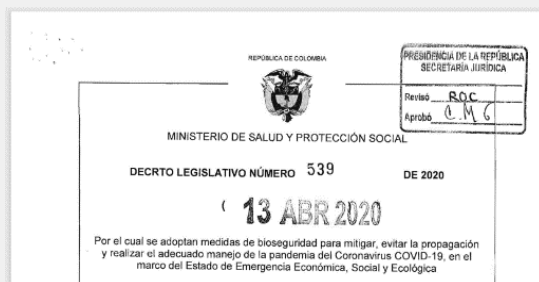 REPÚBLICA DE COLOMBIA
PRESIDENCIA DE LA REPÚBLICA
SECRETARÍA JURÍDICA
Revisó ROC
Aprobó C.M G
MINISTERIO DE SALUD Y PROTECCIÓN SOCIAL
DECRTO LEGISLATIVO NÚMERO 539 DE 2020
( 13 ABR 2020
Por el cual se adoptan medidas de bioseguridad para mitigar, evitar la propagación
y realizar el adecuado manejo de la pandemia del Coronavirus COVID-19, en el
marco del Estado de Emergencia Económica, Social y Ecológica